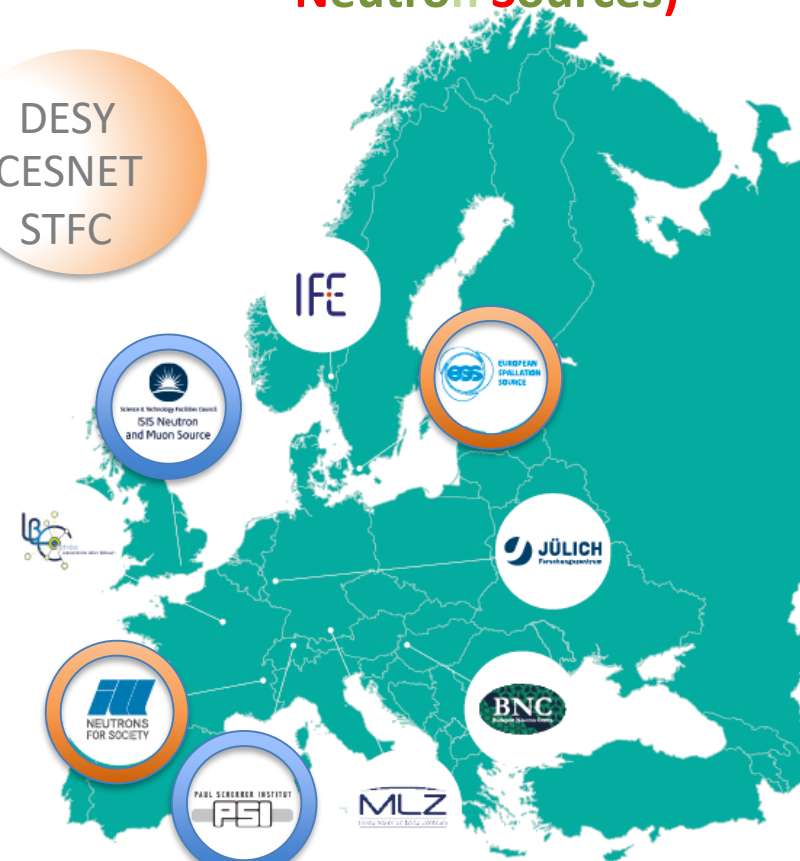 Neutron Sources)
DESY
CESNET
STFC
IFE
ess
EUROPEAN
SPALLATION
SOURCE
Science & Technology Facilities Council
ISIS Neutron
and Muon Source
JÜLICH
Forschungszentrum
NEUTRONS
FOR SOCIETY
BNC
PAUL SCHERRER INSTITUT
PSI
MLZ